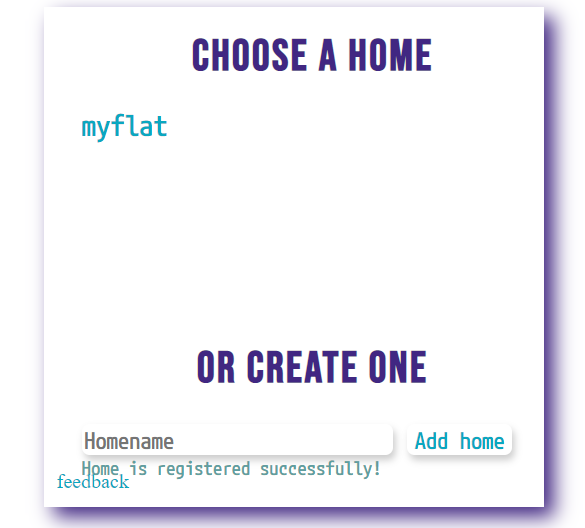 CHOOSE A HOME
myflat
OR CREATE ONE
Homename
Add home
Home is registered successfully!
feedback